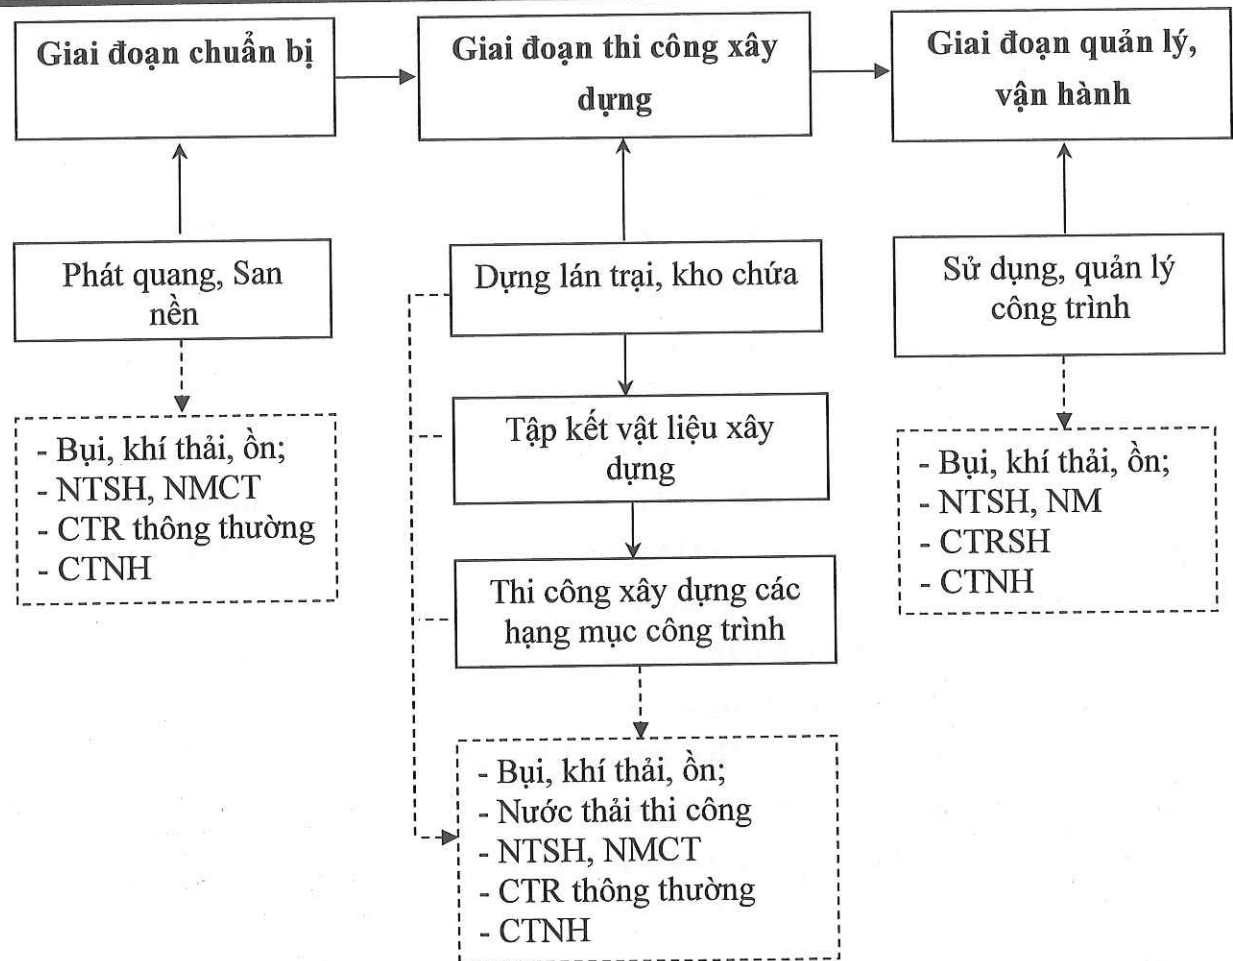 Giai đoạn chuẩn bị
Giai đoạn thi công xây
dựng
Giai đoạn quản lý,
vận hành
Phát quang, San
nền
Dựng lán trại, kho chứa
Sử dụng, quản lý
công trình
Tập kết vật liệu xây
dựng
- Bụi, khí thải, ồn;
- NTSH, NMCT
- CTR thông thường
- CTNH
- Bụi, khí thải, ồn;
- NTSH, NM
- CTRSH
- CTNH
Thi công xây dựng các
hạng mục công trình
- Bụi, khí thải, ồn;
- Nước thải thi công
- NTSH, NMCT
- CTR thông thường
- CTNH